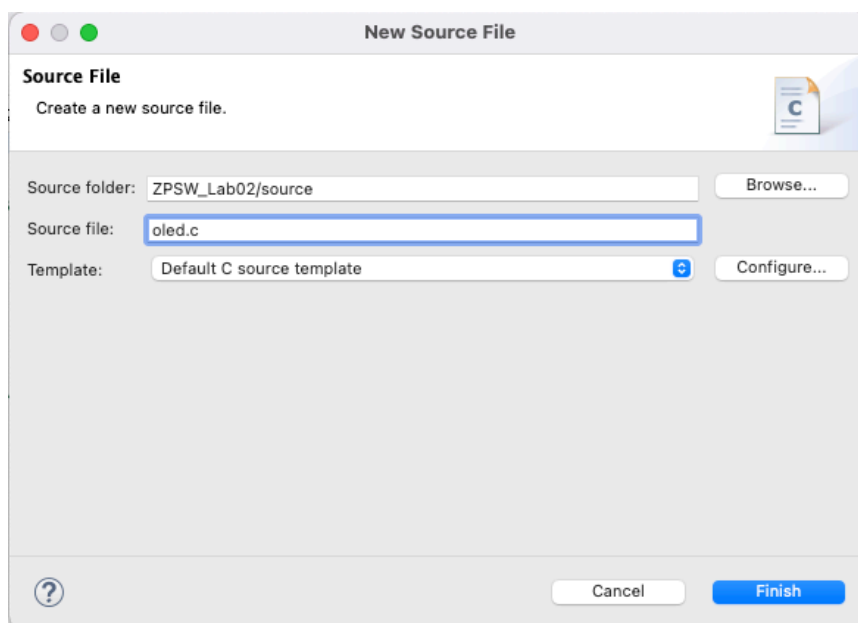 New Source File
Source File
Create a new source file.
C
Source folder: ZPSW_Lab02/source Browse...
Source file: oled.c
Template: Default C source template Configure...
? Cancel Finish